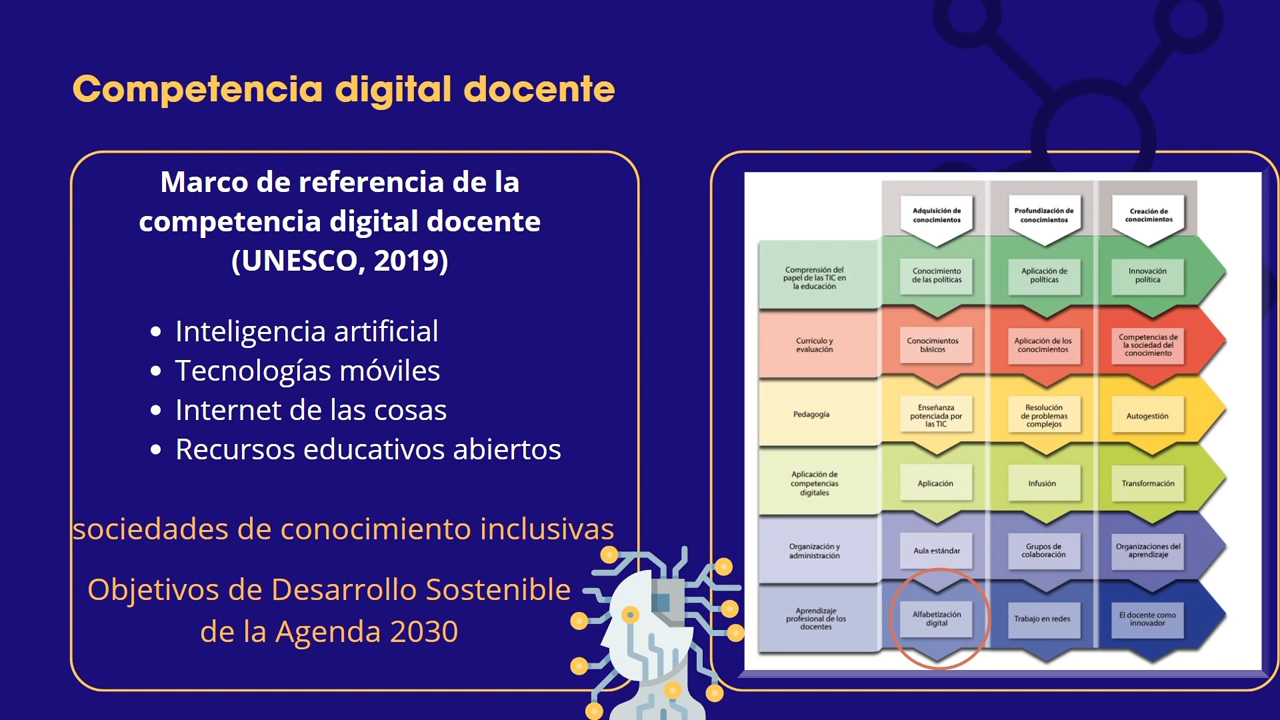 Competencia digital docente
Marco de referencia de la
competencia digital docente
(UNESCO, 2019)
Inteligencia artificial
Tecnologías móviles
Internet de las cosas
Recursos educativos abiertos
sociedades de conocimiento inclusivas
Objetivos de Desarrollo Sostenible
de la Agenda 2030
Adquisición de
conocimientos
Profundización de
conocimientos
Creación de
conocimientos
Comprensión del
papel de las TIC en
la educación
Conocimiento
de las políticas
Aplicación de
políticas
Innovación
política
Currículo y
evaluación
Conocimientos
básicos
Aplicación de los
conocimientos
Competencias de
la sociedad del
conocimiento
Pedagogía
Enseñanza
potenciada por
las TIC
Resolución
de problemas
complejos
Autogestión
Aplicación de
competencias
digitales
Aplicación
Infusión
Transformación
Organización y
administración
Aula estándar
Grupos de
colaboración
Organizaciones del
aprendizaje
Aprendizaje
profesional de los
docentes
Alfabetización
digital
Trabajo en redes
El docente como
innovador